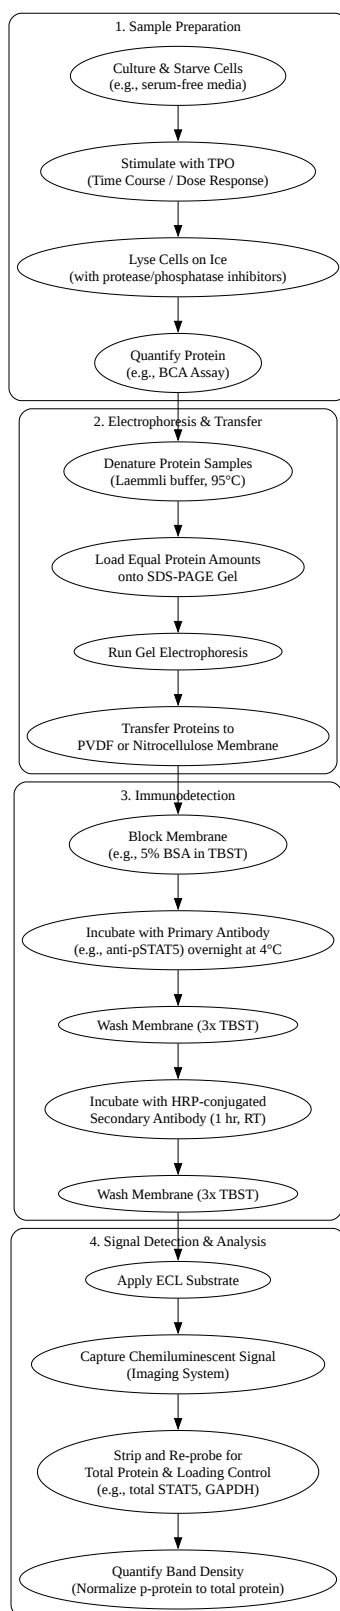 1. Sample Preparation
Culture & Starve Cells
(e.g., serum-free media)
Stimulate with TPO
(Time Course / Dose Response)
Lyse Cells on Ice
(with protease/phosphatase inhibitors)
Quantify Protein
(e.g., BCA Assay)
2. Electrophoresis & Transfer
Denature Protein Samples
(Laemmli buffer, 95°C)
Load Equal Protein Amounts
onto SDS-PAGE Gel
Run Gel Electrophoresis
Transfer Proteins to
PVDF or Nitrocellulose Membrane
3. Immunodetection
Block Membrane
(e.g., 5% BSA in TBST)
Incubate with Primary Antibody
(e.g., anti-pSTAT5) overnight at 4°C
Wash Membrane (3x TBST)
Incubate with HRP-conjugated
Secondary Antibody (1 hr, RT)
Wash Membrane (3x TBST)
4. Signal Detection & Analysis
Apply ECL Substrate
Capture Chemiluminescent Signal
(Imaging System)
Strip and Re-probe for
Total Protein & Loading Control
(e.g., total STAT5, GAPDH)
Quantify Band Density
(Normalize p-protein to total protein)